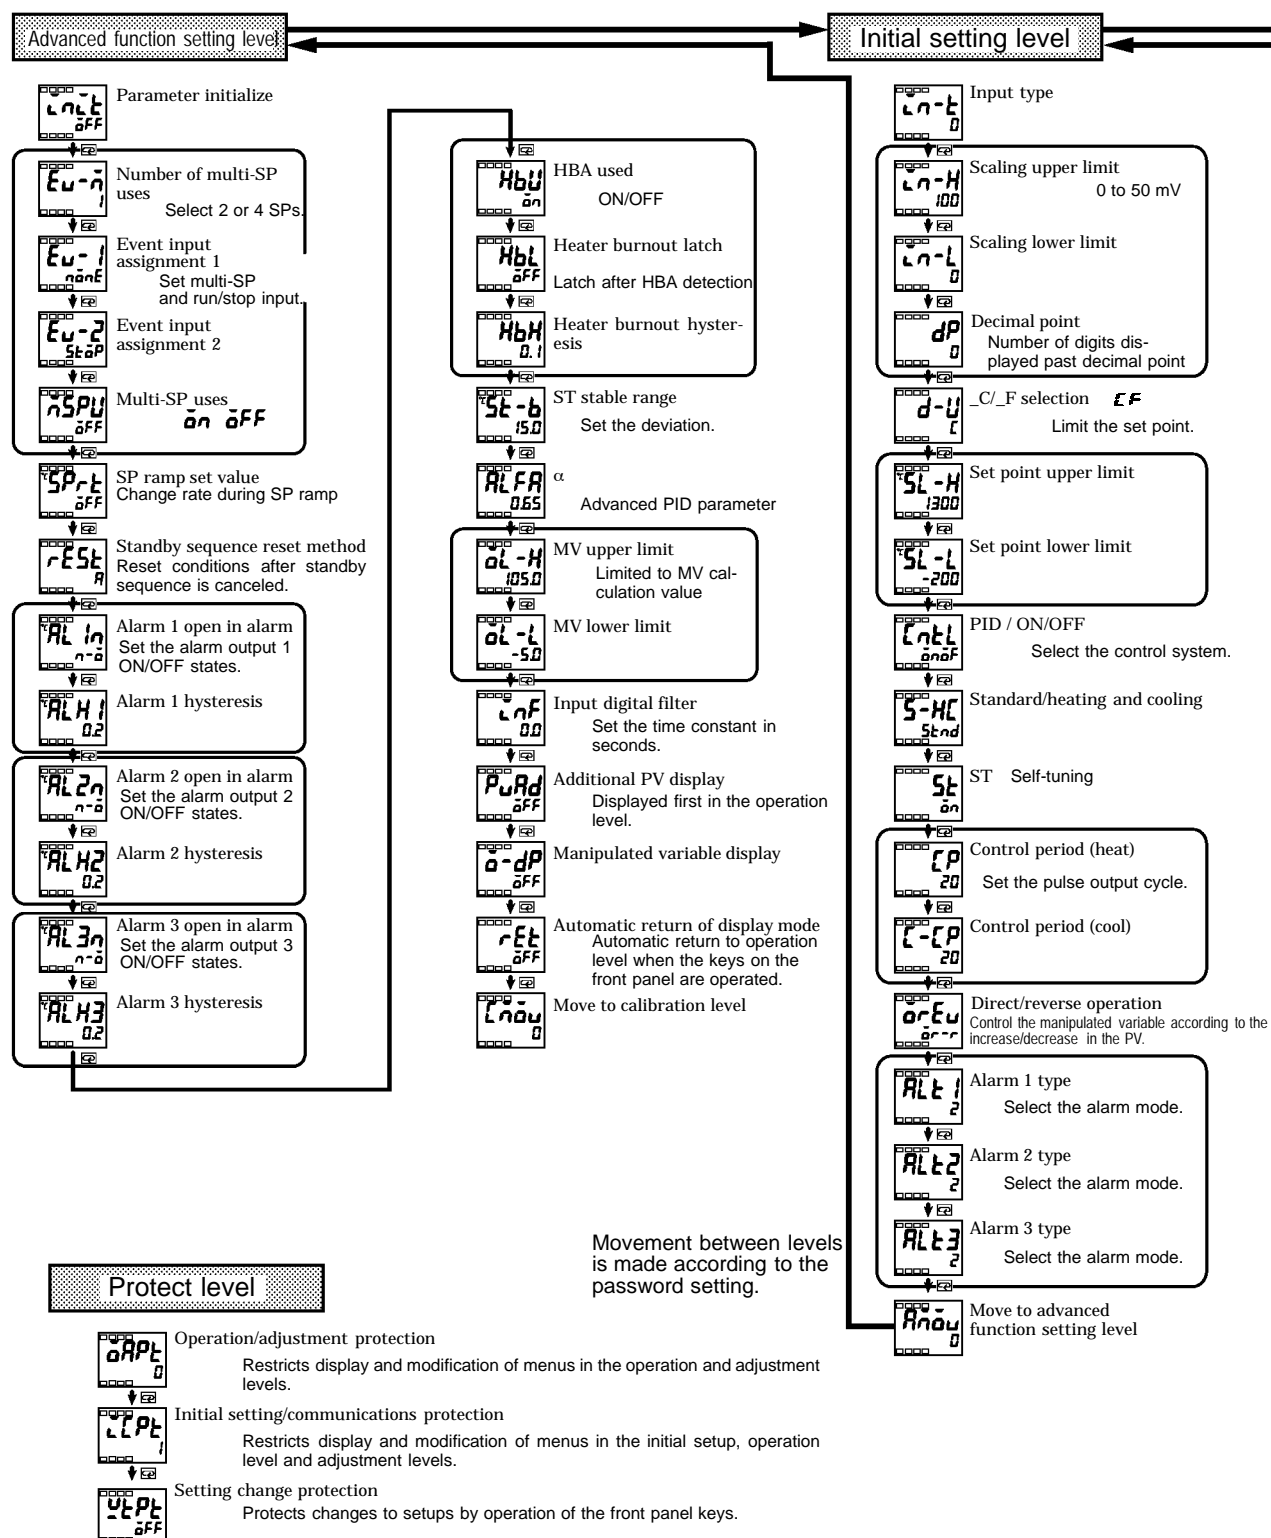 Advanced function setting level
Initial setting level
Parameter initialize
Number of multi-SP
uses
Select 2 or 4 SPs.
Event input
assignment 1
Set multi-SP
and run/stop input.
Event input
assignment 2
Multi-SP uses
on oFF
SP ramp set value
Change rate during SP ramp
Standby sequence reset method
Reset conditions after standby
sequence is canceled.
Alarm 1 open in alarm
Set the alarm output 1
ON/OFF states.
Alarm 1 hysteresis
Alarm 2 open in alarm
Set the alarm output 2
ON/OFF states.
Alarm 2 hysteresis
Alarm 3 open in alarm
Set the alarm output 3
ON/OFF states.
Alarm 3 hysteresis
HBA used
ON/OFF
Heater burnout latch
Latch after HBA detection
Heater burnout hyster-
esis
ST stable range
Set the deviation.
α
Advanced PID parameter
MV upper limit
Limited to MV cal-
culation value
MV lower limit
Input digital filter
Set the time constant in
seconds.
Additional PV display
Displayed first in the operation
level.
Manipulated variable display
Automatic return of display mode
Automatic return to operation
level when the keys on the
front panel are operated.
Move to calibration level
Input type
Scaling upper limit
0 to 50 mV
Scaling lower limit
Decimal point
Number of digits dis-
played past decimal point
_C/_F selection C F
Limit the set point.
Set point upper limit
Set point lower limit
PID / ON/OFF
Select the control system.
Standard/heating and cooling
ST Self-tuning
Control period (heat)
Set the pulse output cycle.
Control period (cool)
Direct/reverse operation
Control the manipulated variable according to the
increase/decrease in the PV.
Alarm 1 type
Select the alarm mode.
Alarm 2 type
Select the alarm mode.
Alarm 3 type
Select the alarm mode.
Move to advanced
function setting level
Movement between levels
is made according to the
password setting.
Protect level
Operation/adjustment protection
Restricts display and modification of menus in the operation and adjustment
levels.
Initial setting/communications protection
Restricts display and modification of menus in the initial setup, operation
level and adjustment levels.
Setting change protection
Protects changes to setups by operation of the front panel keys.